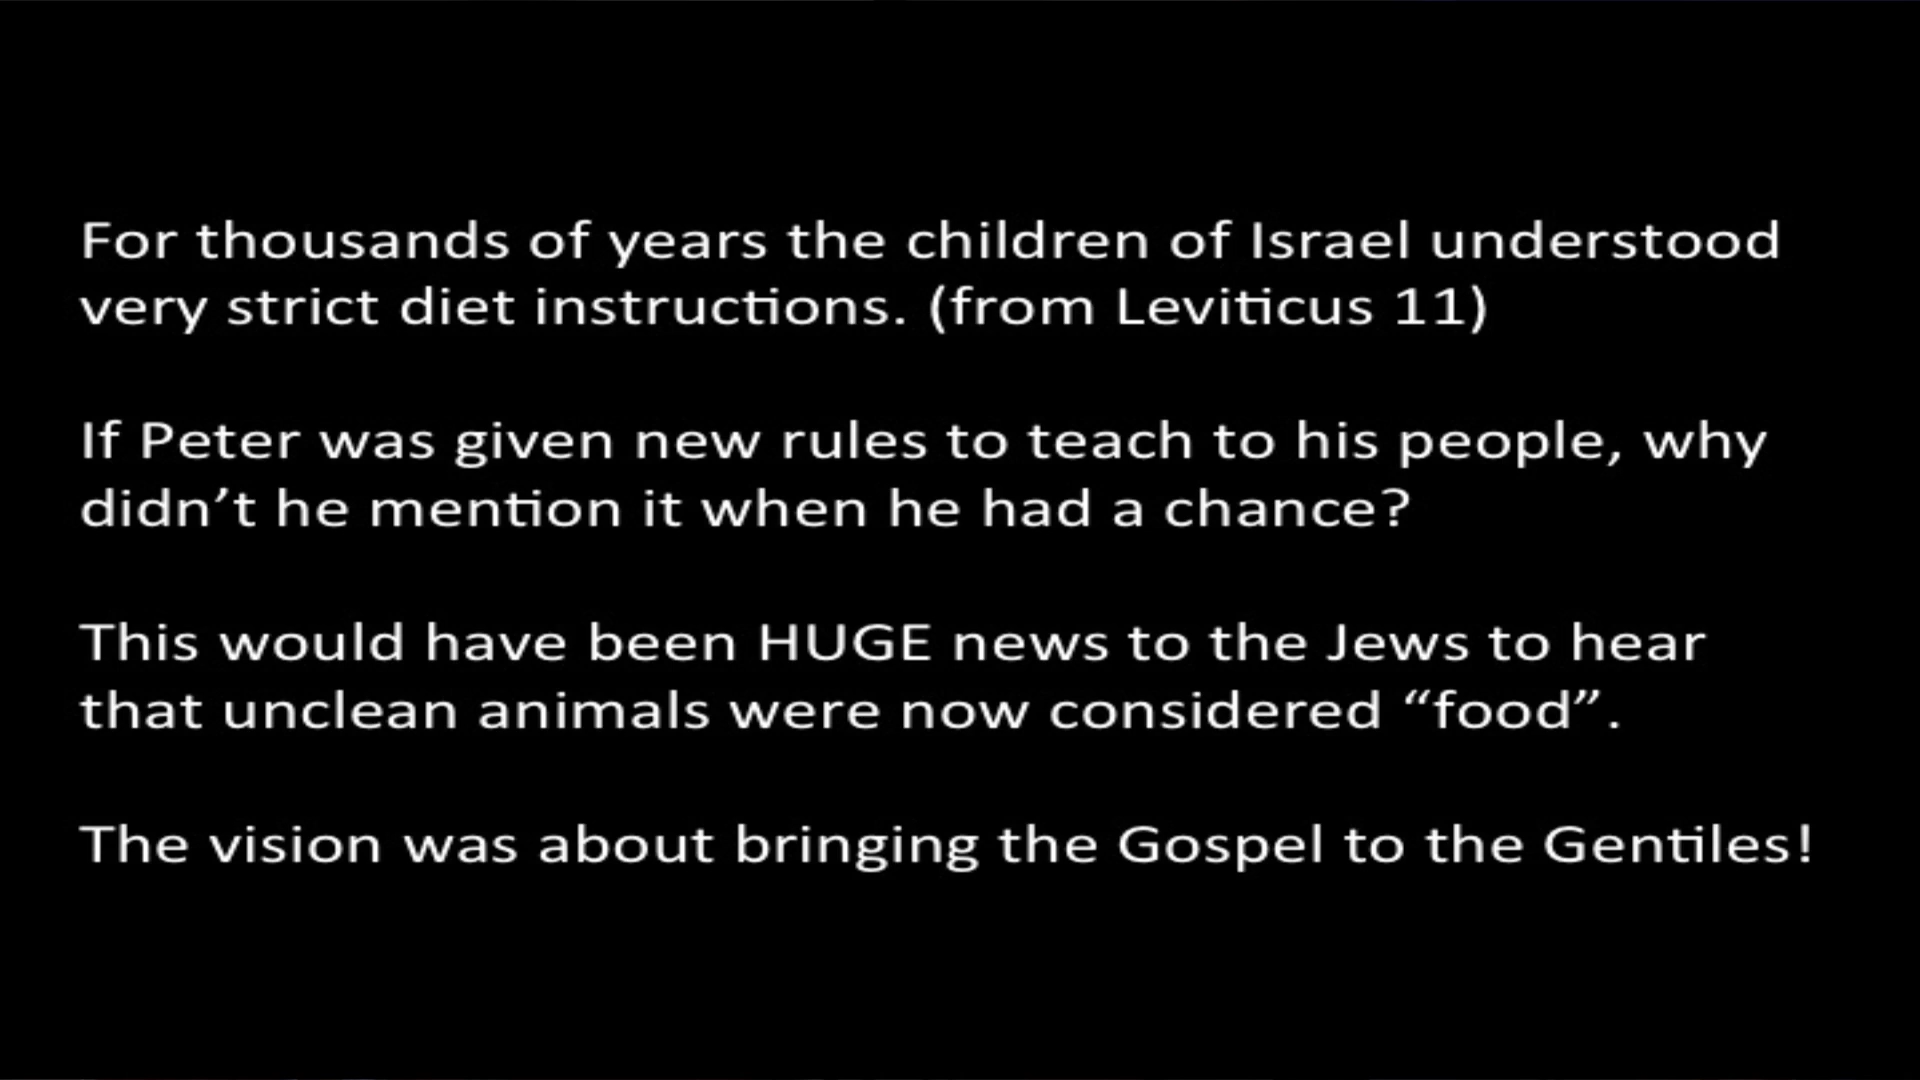 For thousands of years the children of Israel understood
very strict diet instructions. (from Leviticus 11)
If Peter was given new rules to teach to his people, why
didn’t he mention it when he had a chance?
This would have been HUGE news to the Jews to hear
that unclean animals were now considered “food”.
The vision was about bringing the Gospel to the Gentiles!